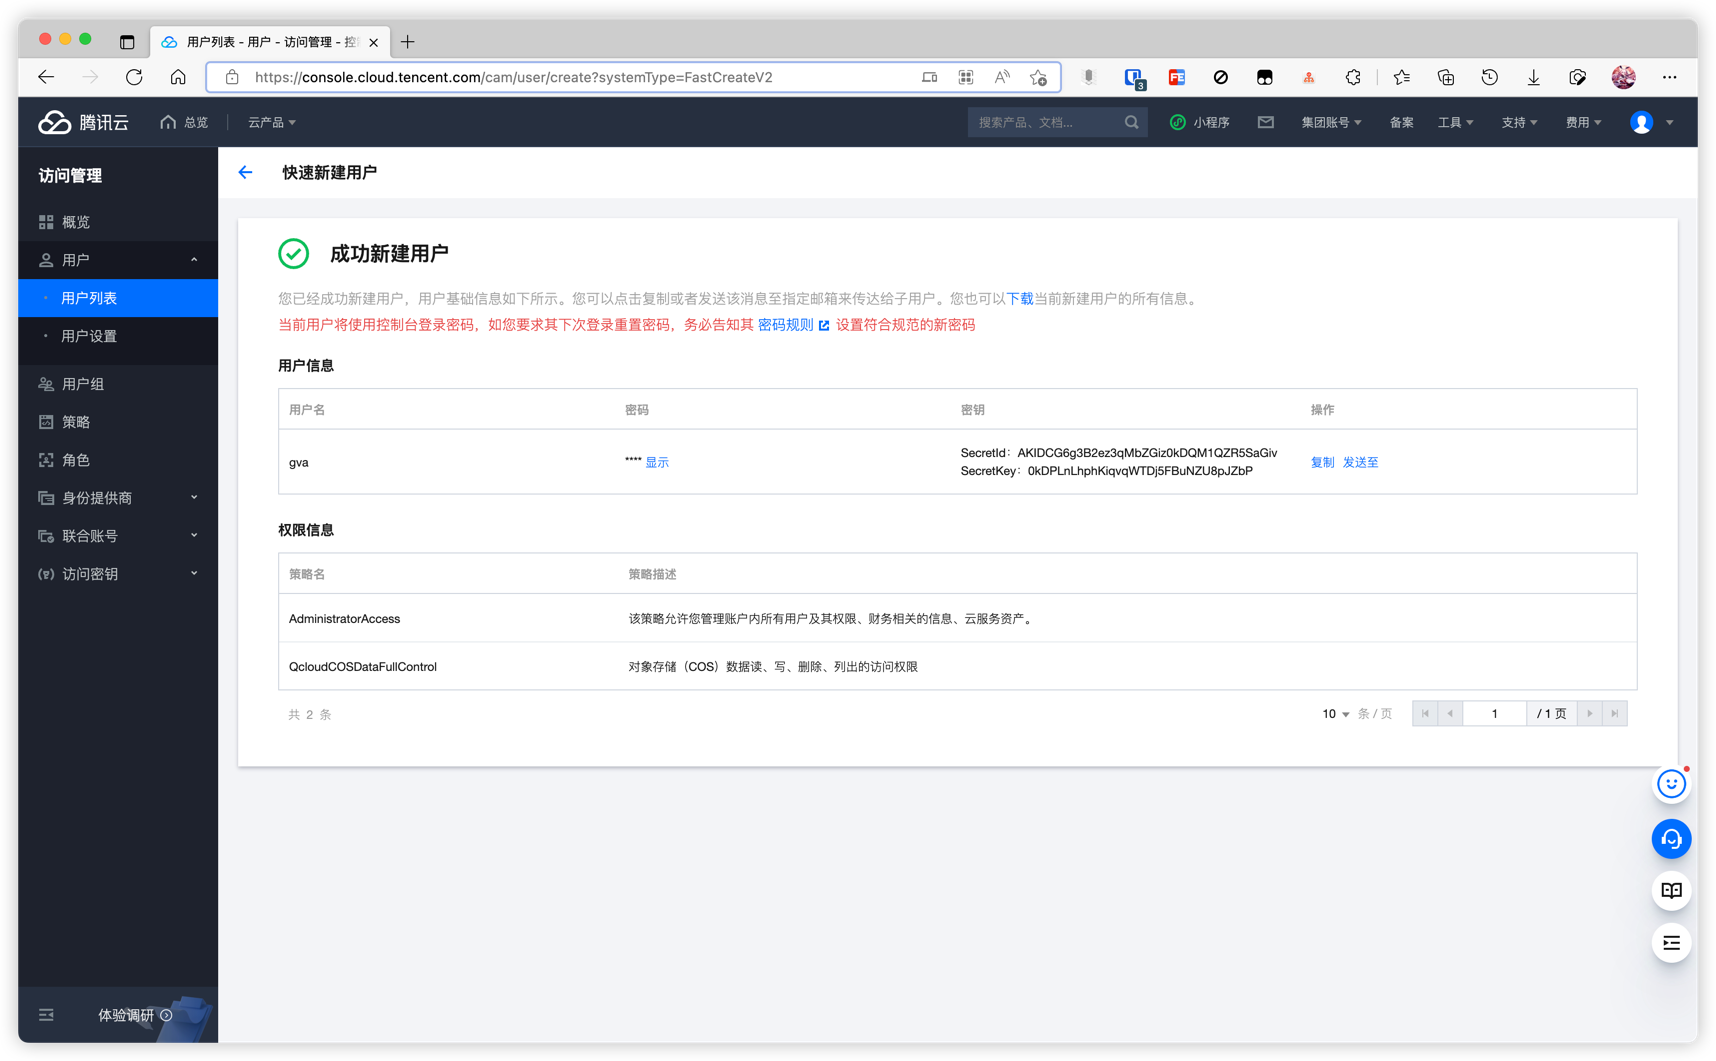 用户列表 - 用户 - 访问管理 - 控
https://console.cloud.tencent.com/cam/user/create?systemType=FastCreateV2
3
腾讯云
总览
云产品
搜索产品、文档...
小程序
集团账号
备案
工具
支持
费用
访问管理
概览
用户
用户列表
用户设置
用户组
策略
角色
身份提供商
联合账号
访问密钥
体验调研
快速新建用户
成功新建用户
您已经成功新建用户，用户基础信息如下所示。您可以点击复制或者发送该消息至指定邮箱来传达给子用户。您也可以下载当前新建用户的所有信息。
当前用户将使用控制台登录密码，如您要求其下次登录重置密码，务必告知其 密码规则 设置符合规范的新密码
用户信息
用户名 密码 密钥 操作
gva **** 显示 SecretId：AKIDCG6g3B2ez3qMbZGiz0kDQM1QZR5SaGiv 复制 发送至
SecretKey：0kDPLnLhphKiqvqWTDj5FBuNZU8pJZbP
权限信息
策略名 策略描述
AdministratorAccess 该策略允许您管理账户内所有用户及其权限、财务相关的信息、云服务资产。
QcloudCOSDataFullControl 对象存储（COS）数据读、写、删除、列出的访问权限
共 2 条 10 条 / 页 1 / 1 页